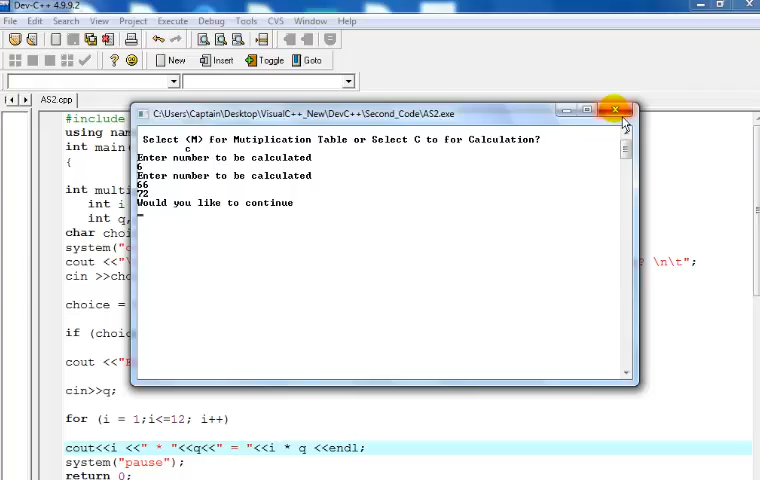 Dev-C++ 4.9.9.2
File Edit Search View Project Execute Debug Tools CVS Window Help
New Insert Toggle Goto
AS2.cpp
C:\Users\Captain\Desktop\VisualC++_New\DevC++\Second_Code\AS2.exe
Select (M) for Mutiplication Table or Select C to for Calculation?
c
Enter number to be calculated
6
Enter number to be calculated
66
72
Would you like to continue
#include
using nam
int main
{
int multi
int i
int q,
char choi
system("c
cout <<"\ ? \n\t";
cin >>cho
choice =
if (choic
cout <<"E
cin>>q;
for (i = 1;i<=12; i++)
cout<<i <<" * "<<q<<" = "<<i * q <<endl;
system("pause");
return 0;